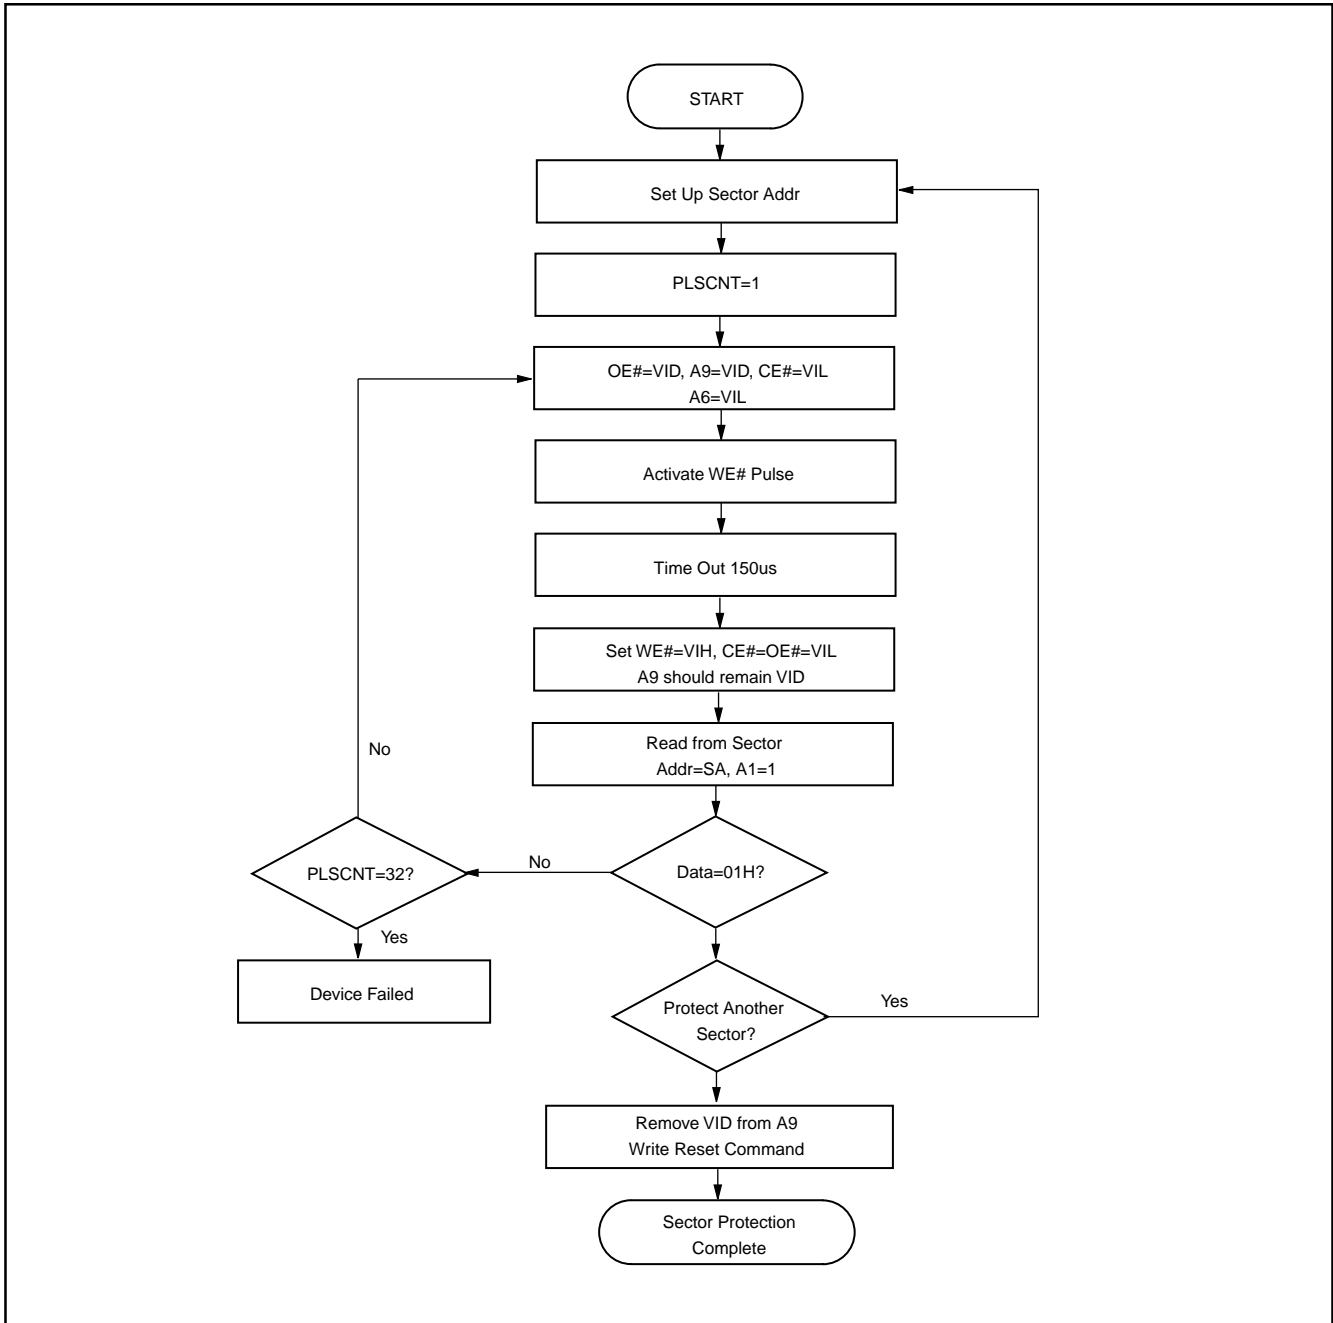 START
Set Up Sector Addr
PLSCNT=1
OE#=VID, A9=VID, CE#=VIL
A6=VIL
Activate WE# Pulse
Time Out 150us
Set WE#=VIH, CE#=OE#=VIL
A9 should remain VID
Read from Sector
Addr=SA, A1=1
No
PLSCNT=32?
No
Data=01H?
Yes
Device Failed
Protect Another
Sector?
Yes
Remove VID from A9
Write Reset Command
Sector Protection
Complete